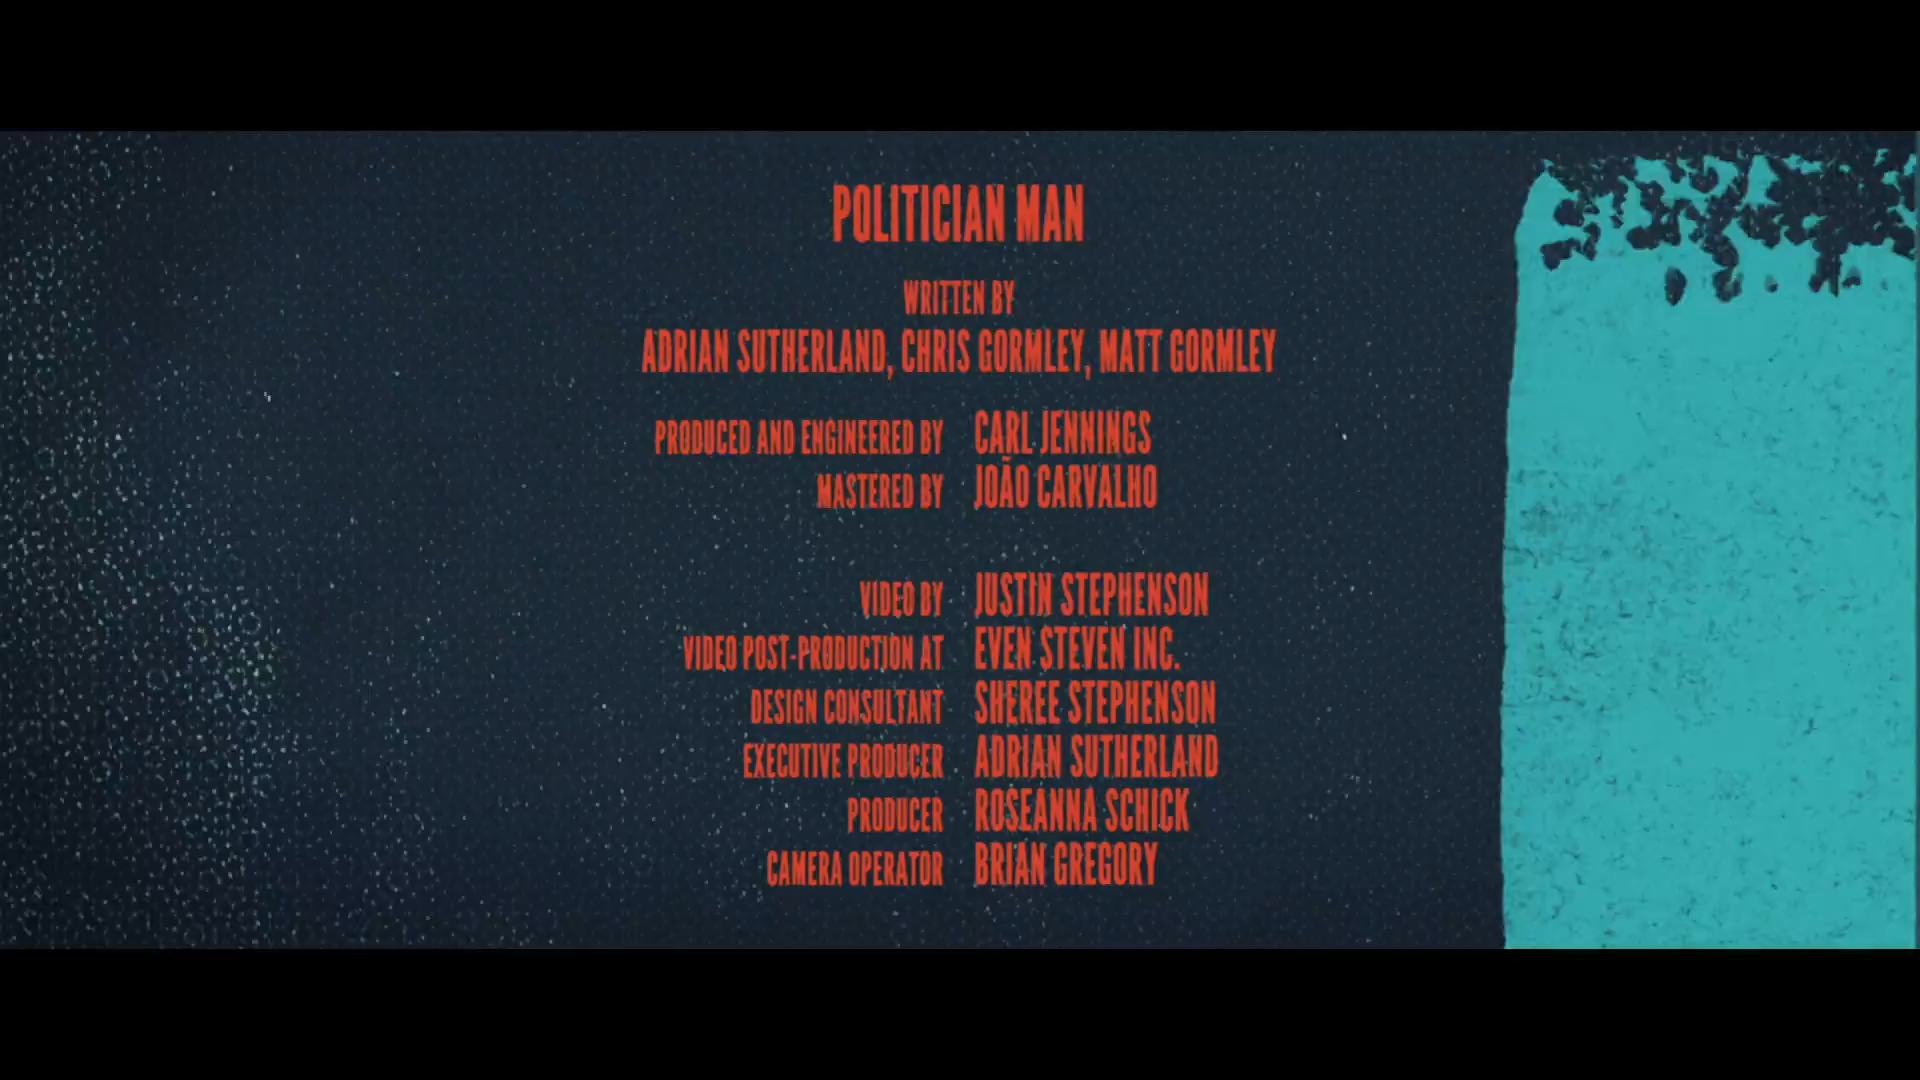 POLITICIAN MAN
WRITTEN BY
ADRIAN SUTHERLAND, CHRIS GORMLEY, MATT GORMLEY
PRODUCED AND ENGINEERED BY CARL JENNINGS
MASTERED BY JOÃO CARVALHO
VIDEO BY JUSTIN STEPHENSON
VIDEO POST-PRODUCTION AT EVEN STEVEN INC.
DESIGN CONSULTANT SHEREE STEPHENSON
EXECUTIVE PRODUCER ADRIAN SUTHERLAND
PRODUCER ROSEANNA SCHICK
CAMERA OPERATOR BRIAN GREGORY